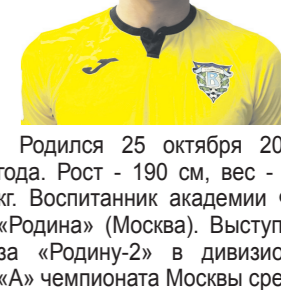 Родился 25 октября 20
года. Рост - 190 см, вес -
кг. Воспитанник академии
«Родина» (Москва). Выступ
за «Родину-2» в дивизио
«А» чемпионата Москвы сре